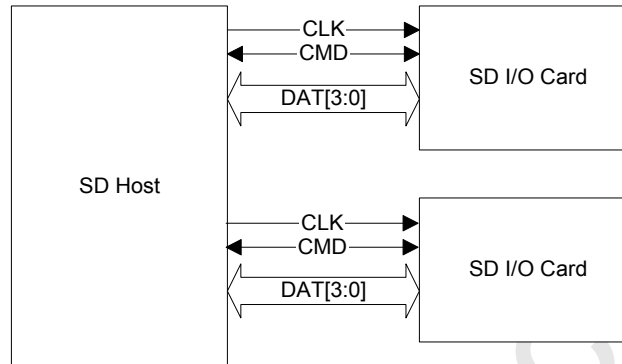 CLK
CMD
DAT[3:0]
SD I/O Card
SD Host
CLK
CMD
DAT[3:0]
SD I/O Card